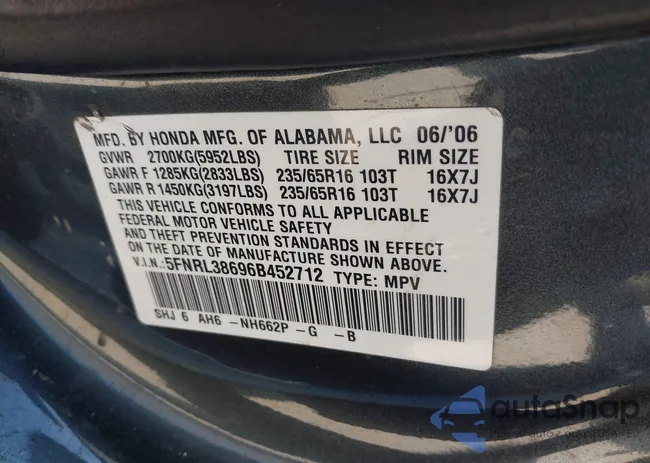 MFD. BY HONDA MFG. OF ALABAMA, LLC 06/'06
GVWR 2700KG(5952LBS) TIRE SIZE RIM SIZE
GAWR F 1285KG(2833LBS) 235/65R16 103T 16X7J
GAWR R 1450KG(3197LBS) 235/65R16 103T 16X7J
THIS VEHICLE CONFORMS TO ALL APPLICABLE
FEDERAL MOTOR VEHICLE SAFETY
AND THEFT PREVENTION STANDARDS IN EFFECT
ON THE DATE OF MANUFACTURE SHOWN ABOVE.
V.I.N.:5FNRL38696B452712 TYPE: MPV
SHJ 6 AH6 -NH662P -G -B
autoSnap